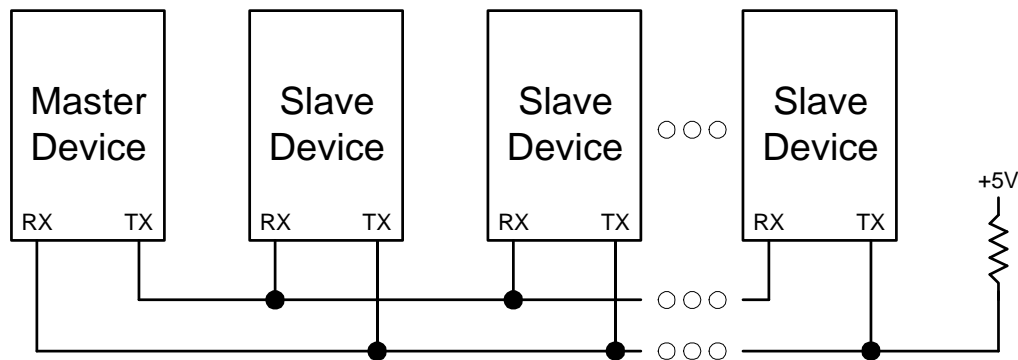 Master
Device
Slave
Device
Slave
Device
Slave
Device
+5V
RX TX
RX TX
RX TX
RX TX